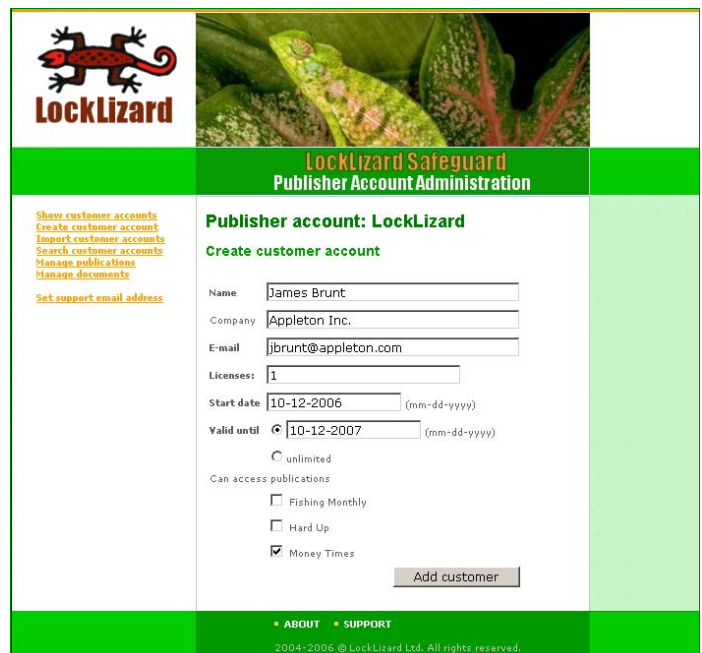 LockLizard
LockLizard Safeguard
Publisher Account Administration
Show customer accounts
Create customer account
Import customer accounts
Search customer accounts
Manage publications
Manage documents
Set support email address
Publisher account: LockLizard
Create customer account
Name James Brunt
Company Appleton Inc.
E-mail jbrunt@appleton.com
Licenses: 1
Start date 10-12-2006 (mm-dd-yyyy)
Valid until 10-12-2007 (mm-dd-yyyy)
unlimited
Can access publications
Fishing Monthly
Hard Up
Money Times
Add customer
ABOUT SUPPORT
2004-2006 © LockLizard Ltd. All rights reserved.